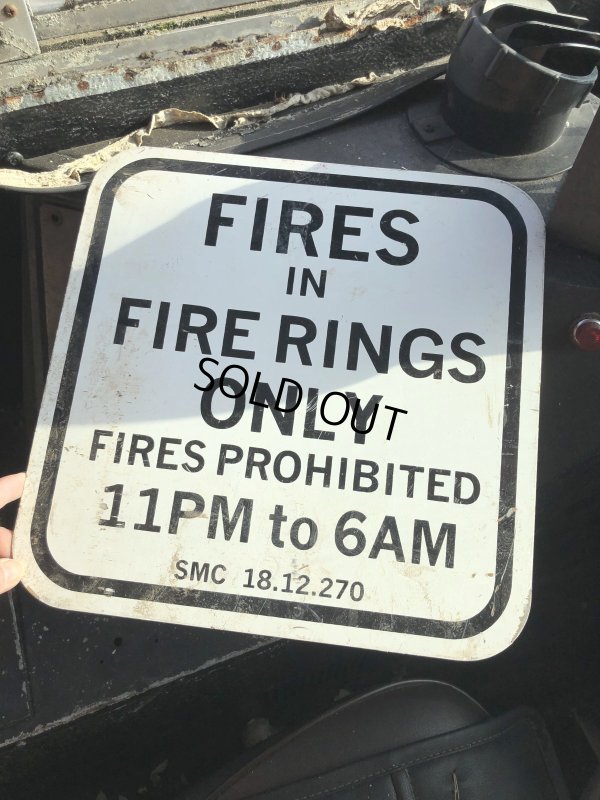 FIRES
IN
FIRE RINGS
ONLY
SOLD OUT
FIRES PROHIBITED
11PM to 6AM
SMC 18.12.270